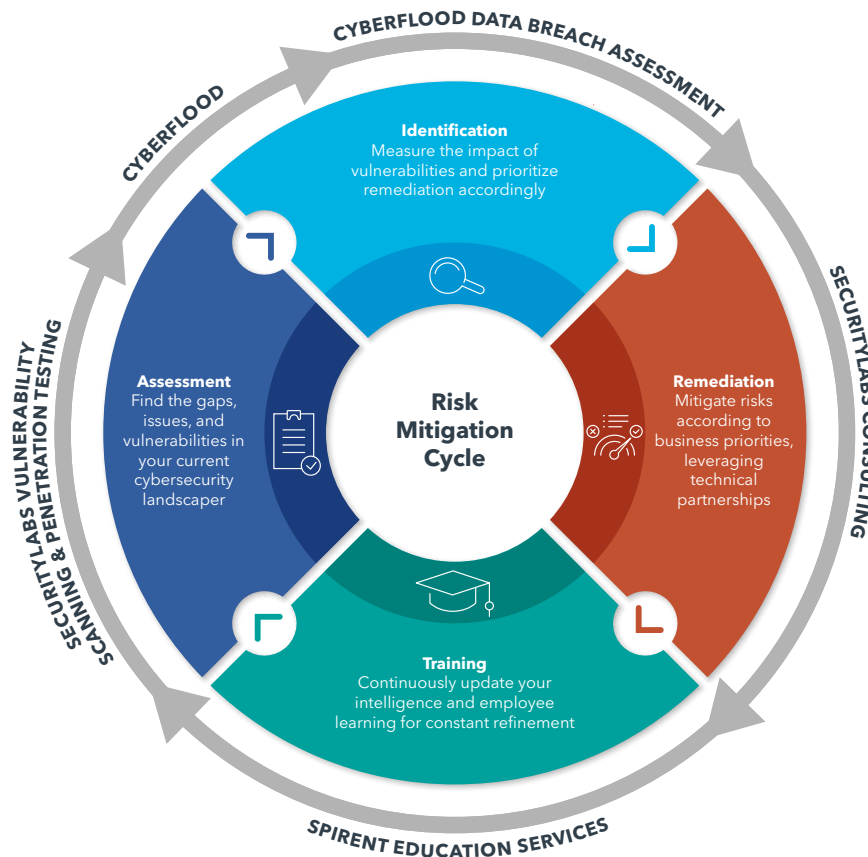 CYBERFLOOD DATA BREACH ASSESSMENT
CYBERFLOOD
Identification
Measure the impact of
vulnerabilities and prioritize
remediation accordingly
SECURITYLABS CONSULTING
Remediation
Mitigate risks
according to
business priorities,
leveraging
technical
partnerships
Risk
Mitigation
Cycle
Assessment
Find the gaps,
issues, and
vulnerabilities in
your current
cybersecurity
landscaper
SECURITYLABS VULNERABILITY
SCANNING & PENETRATION TESTING
Training
Continuously update your
intelligence and employee
learning for constant refinement
SPIRENT EDUCATION SERVICES